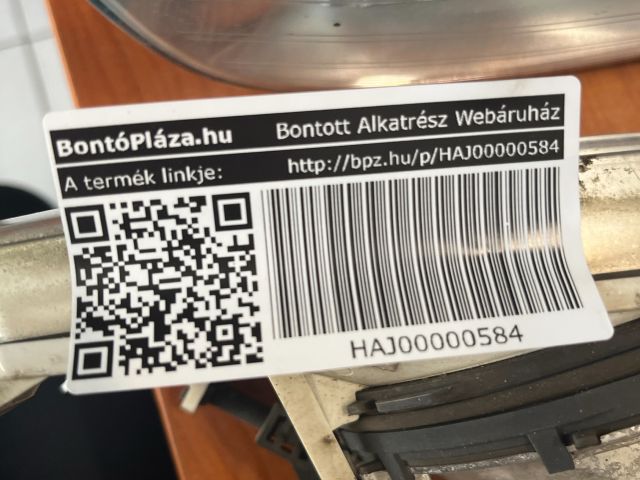 BontóPláza.hu Bontott Alkatrész Webáruház
A termék linkje: http://bpz.hu/p/HAJ00000584
HAJ00000584